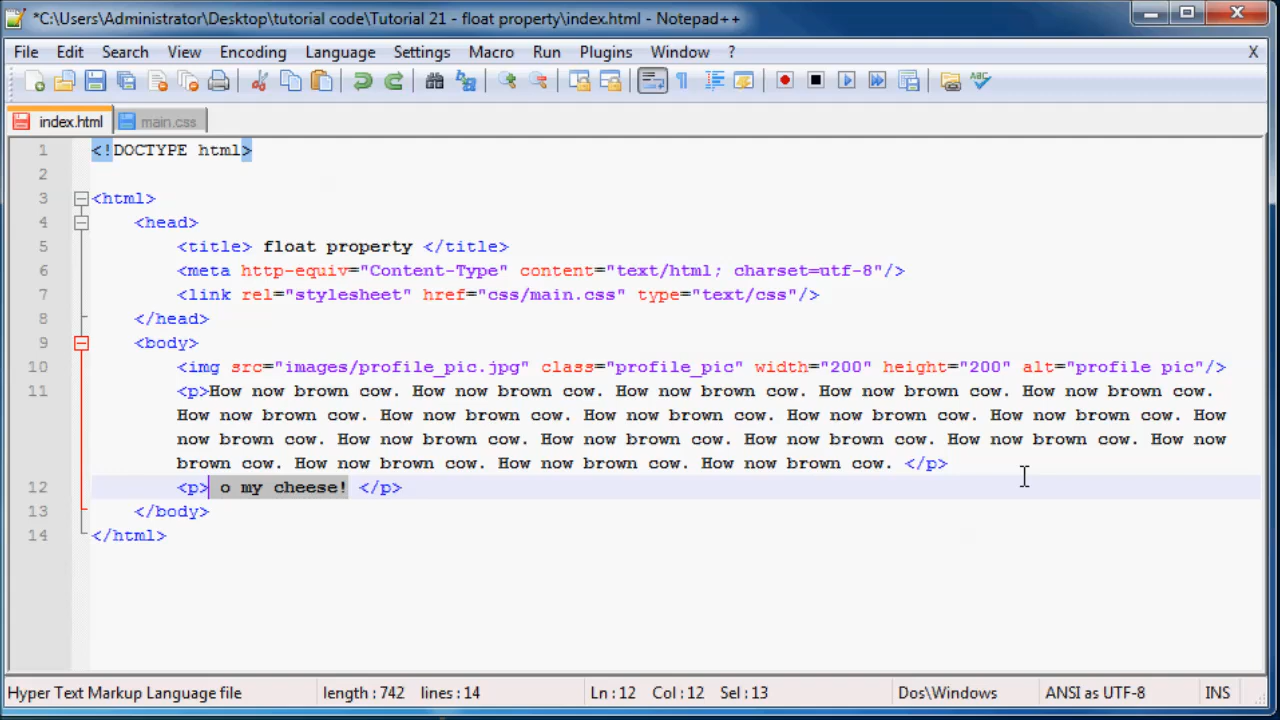 *C:\Users\Administrator\Desktop\tutorial code\Tutorial 21 - float property\index.html - Notepad++
File Edit Search View Encoding Language Settings Macro Run Plugins Window ? X
index.html main.css
1 <!DOCTYPE html>
2
3 <html>
4 <head>
5 <title> float property </title>
6 <meta http-equiv="Content-Type" content="text/html; charset=utf-8"/>
7 <link rel="stylesheet" href="css/main.css" type="text/css"/>
8 </head>
9 <body>
10 <img src="images/profile_pic.jpg" class="profile_pic" width="200" height="200" alt="profile pic"/>
11 <p>How now brown cow. How now brown cow. How now brown cow. How now brown cow. How now brown cow.
How now brown cow. How now brown cow. How now brown cow. How now brown cow. How now brown cow. How
now brown cow. How now brown cow. How now brown cow. How now brown cow. How now brown cow. How now
brown cow. How now brown cow. How now brown cow. How now brown cow. </p>
12 <p> o my cheese! </p>
13 </body>
14 </html>
Hyper Text Markup Language file length : 742 lines : 14 Ln : 12 Col : 12 Sel : 13 Dos\Windows ANSI as UTF-8 INS